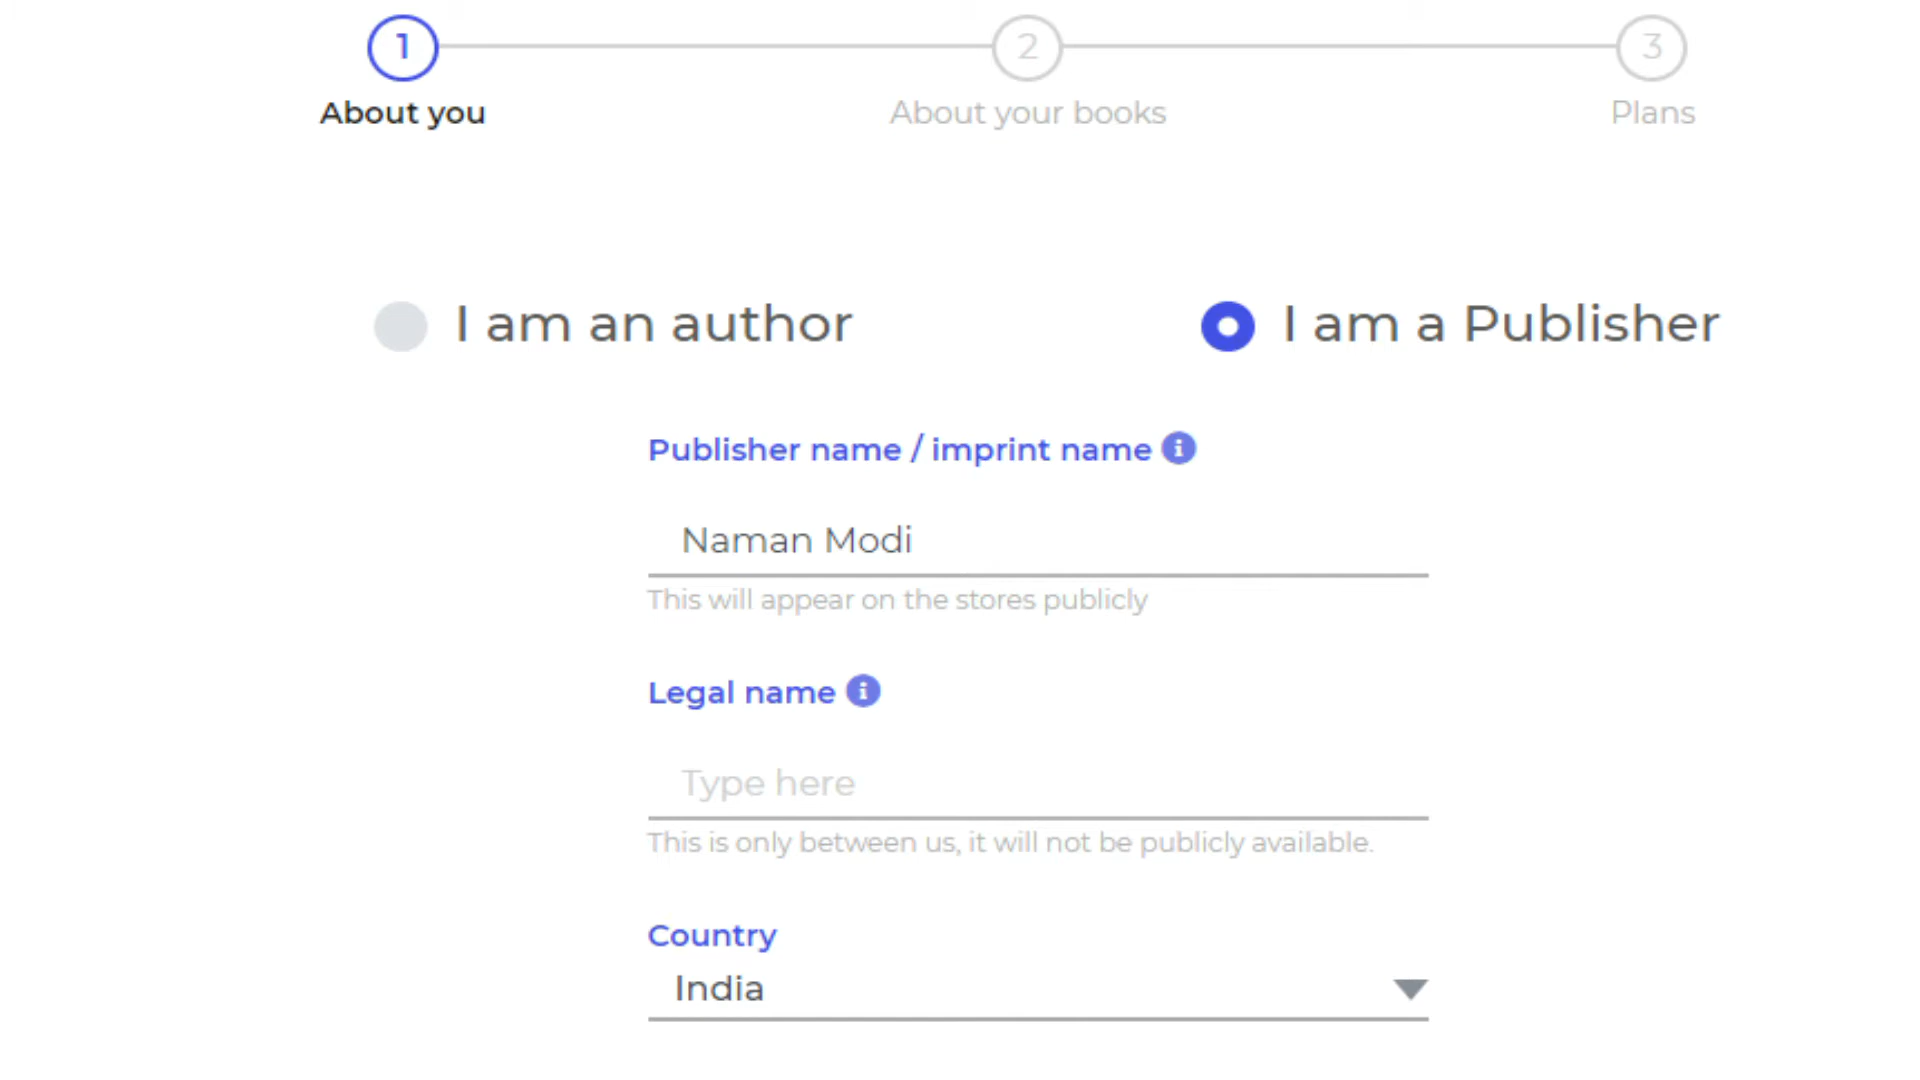 1 2 3
About you About your books Plans
I am an author I am a Publisher
Publisher name / imprint name i
Naman Modi
This will appear on the stores publicly
Legal name i
Type here
This is only between us, it will not be publicly available.
Country
India